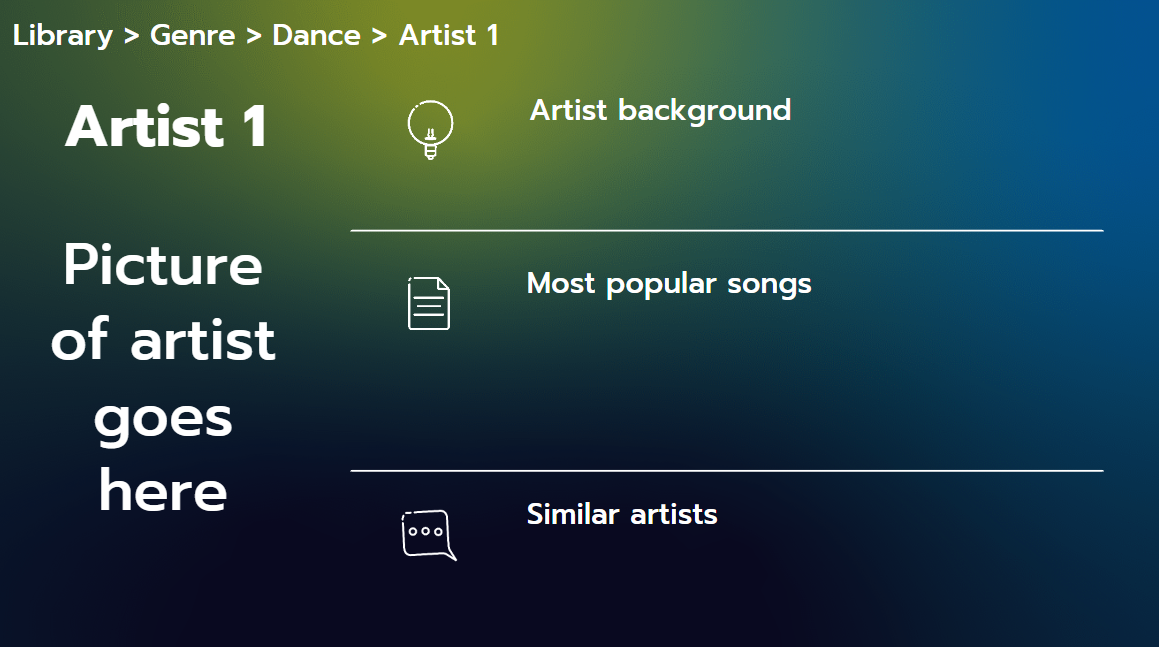 Library > Genre > Dance > Artist 1
Artist 1
Picture
of artist
goes
here
Artist background
Most popular songs
Similar artists